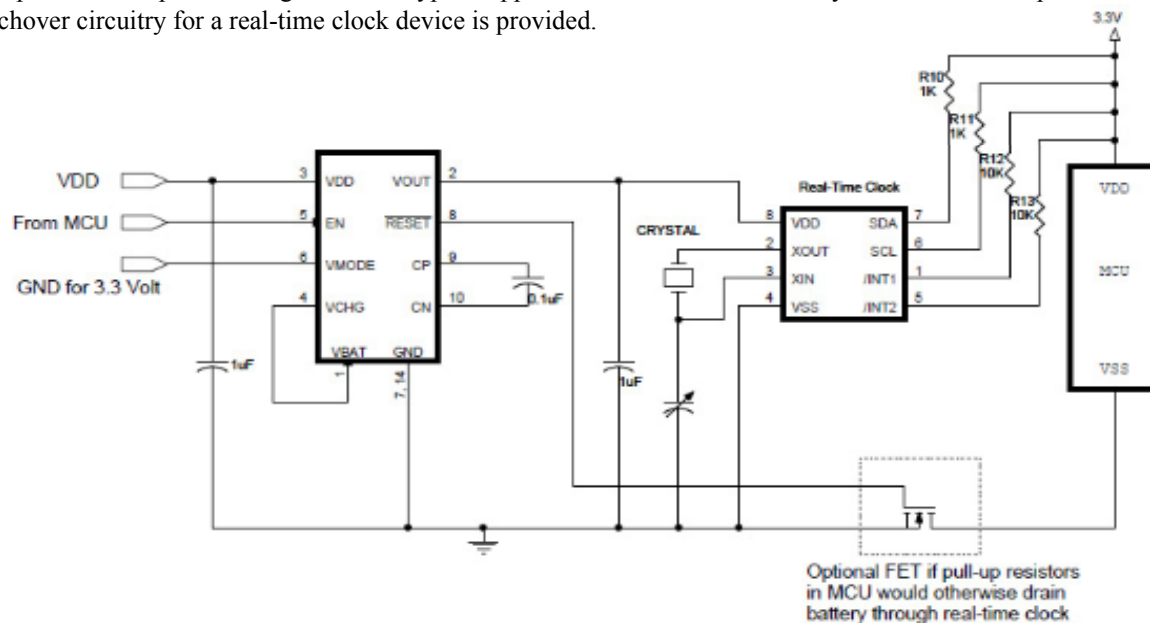 chover circuitry for a real-time clock device is provided.
3.3V
R10
1K
R11
1K
R12
10K
R13
10K
VDD
From MCU
GND for 3.3 Volt
3 VDD VOUT 2
5 EN RESET 8
6 VMODE CP 9
4 VCHG CN 10
VBAT GND
1 7, 14
0.1uF
1uF
1uF
CRYSTAL
Real-Time Clock
8 VDD SDA 7
2 XOUT SCL 6
3 XIN /INT1 1
4 VSS /INT2 5
VDD
MCU
VSS
Optional FET if pull-up resistors
in MCU would otherwise drain
battery through real-time clock